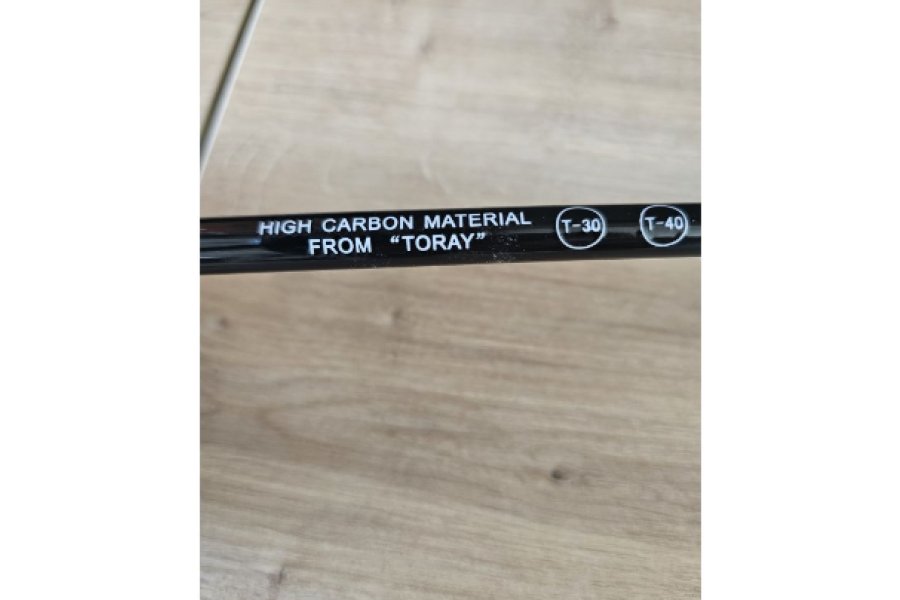 HIGH CARBON MATERIAL T-30 T-40
FROM “TORAY”